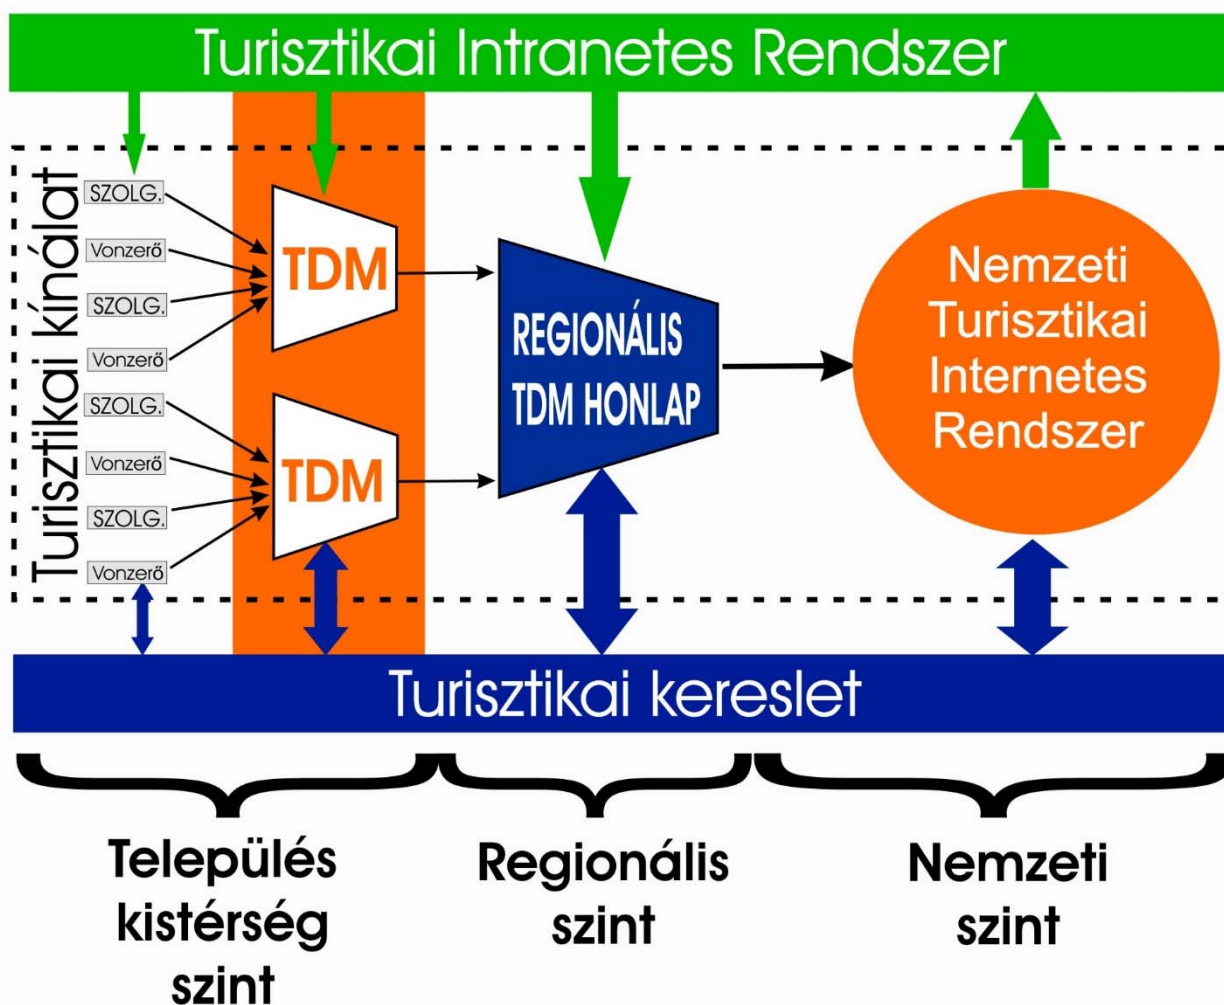 Turisztikai Intranetes Rendszer
Turisztikai kínálat
SZOLG.
Vonzerő
SZOLG.
Vonzerő
SZOLG.
Vonzerő
SZOLG.
Vonzerő
TDM
TDM
REGIONÁLIS
TDM HONLAP
Nemzeti
Turisztikai
Internetes
Rendszer
Turisztikai kereslet
Település
kistérség
szint
Regionális
szint
Nemzeti
szint